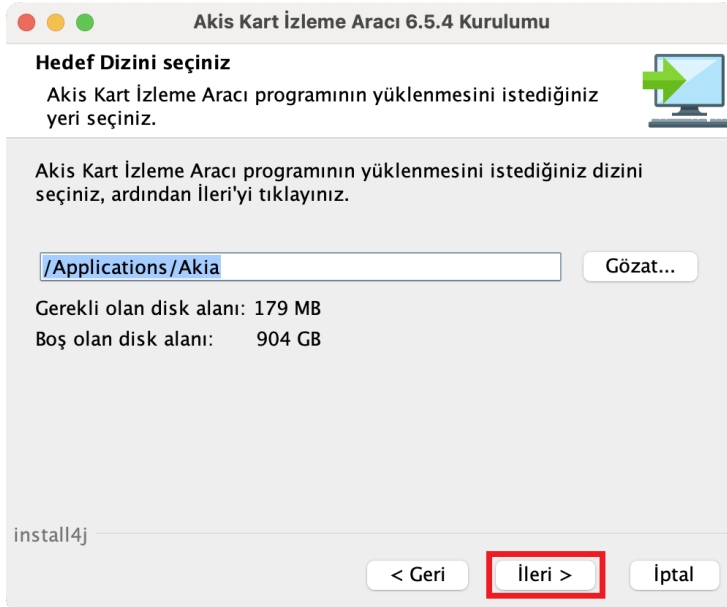 Akis Kart İzleme Aracı 6.5.4 Kurulumu
Hedef Dizini seçiniz
Akis Kart İzleme Aracı programının yüklenmesini istediğiniz
yeri seçiniz.
Akis Kart İzleme Aracı programının yüklenmesini istediğiniz dizini
seçiniz, ardından İleri'yi tıklayınız.
/Applications/Akia
Gözat...
Gerekli olan disk alanı: 179 MB
Boş olan disk alanı: 904 GB
install4j
< Geri
İleri >
İptal